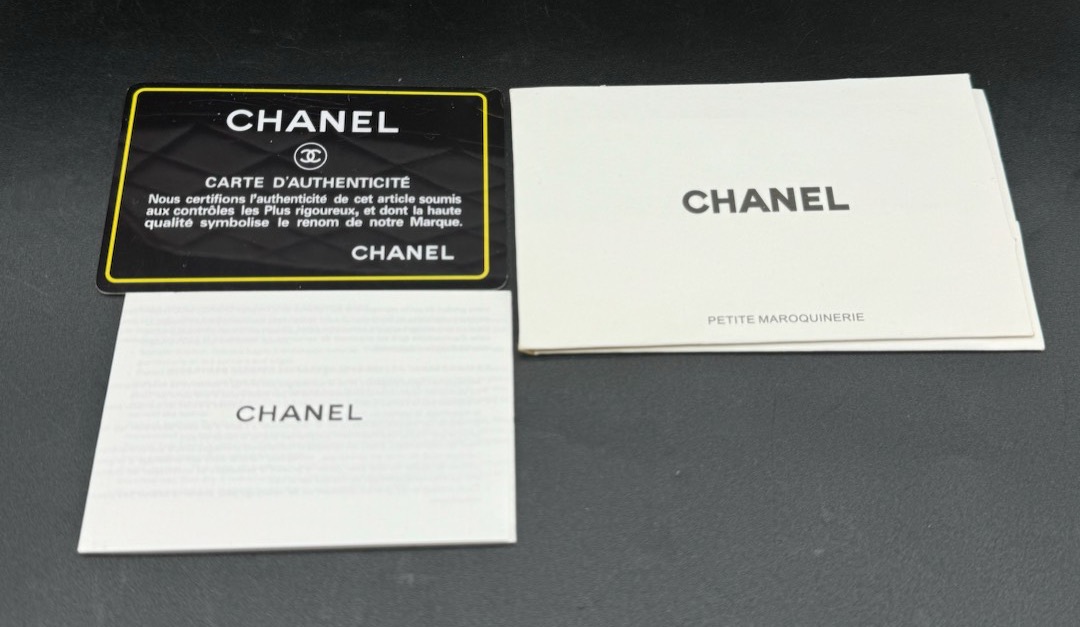 CHANEL
CARTE D'AUTHENTICITÉ
Nous certifions l'authenticité de cet article soumis
aux contrôles les Plus rigoureux, et dont la haute
qualité symbolise le renom de notre Marque.
CHANEL
CHANEL
PETITE MAROQUINERIE
CHANEL